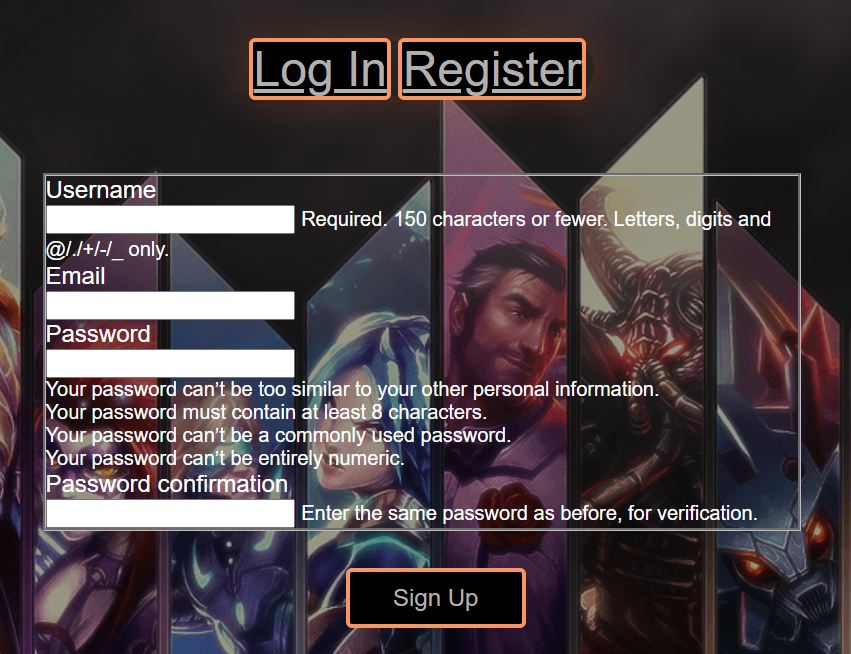 Log In Register
Username
Required. 150 characters or fewer. Letters, digits and
@/./+/-/_ only.
Email
Password
Your password can’t be too similar to your other personal information.
Your password must contain at least 8 characters.
Your password can’t be a commonly used password.
Your password can’t be entirely numeric.
Password confirmation
Enter the same password as before, for verification.
Sign Up